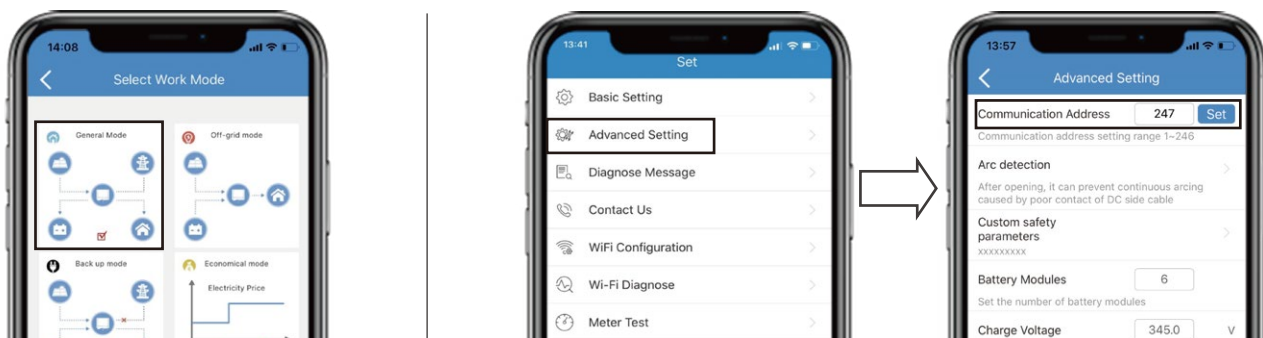 14:08
Select Work Mode
General Mode
Off-grid mode
Back up mode
Economical mode
Electricity Price
13:41
Set
Basic Setting
Advanced Setting
Diagnose Message
Contact Us
WiFi Configuration
Wi-Fi Diagnose
Meter Test
13:57
Advanced Setting
Communication Address 247 Set
Communication address setting range 1~246
Arc detection
After opening, it can prevent continuous arcing
caused by poor contact of DC side cable
Custom safety
parameters
xxxxxxxxx
Battery Modules 6
Set the number of battery modules
Charge Voltage 345.0 V